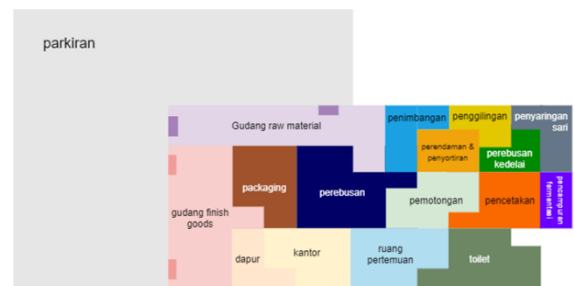 parkiran
Gudang raw material
penimbangan
penggilingan
penyaringan
sari
perendaman &
penyortiran
perebusan
kedelai
packaging
perebusan
pemotongan
pencetakan
pencampuran
fermentasi
gudang finish
goods
dapur
kantor
ruang
pertemuan
toilet